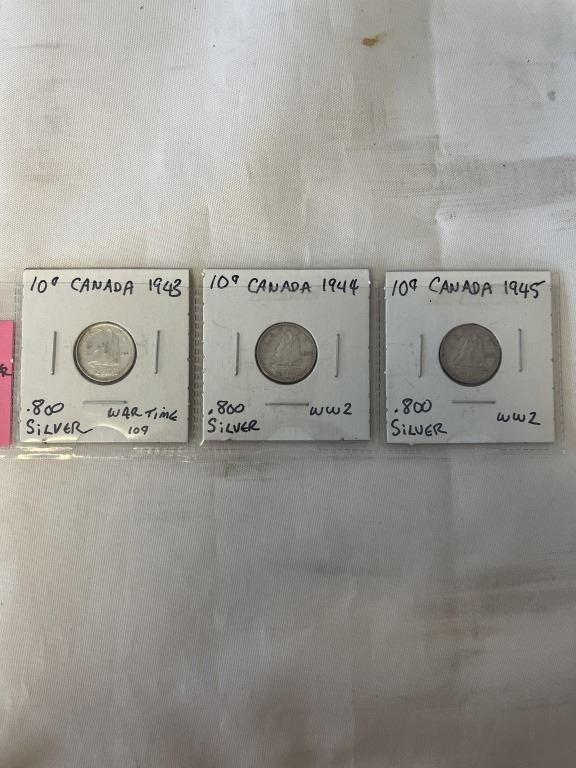 10¢ CANADA 1943
.800
SILVER
WAR TIME
109
10¢ CANADA 1944
.800
SILVER
WW2
10¢ CANADA 1945
.800
SILVER
WW2